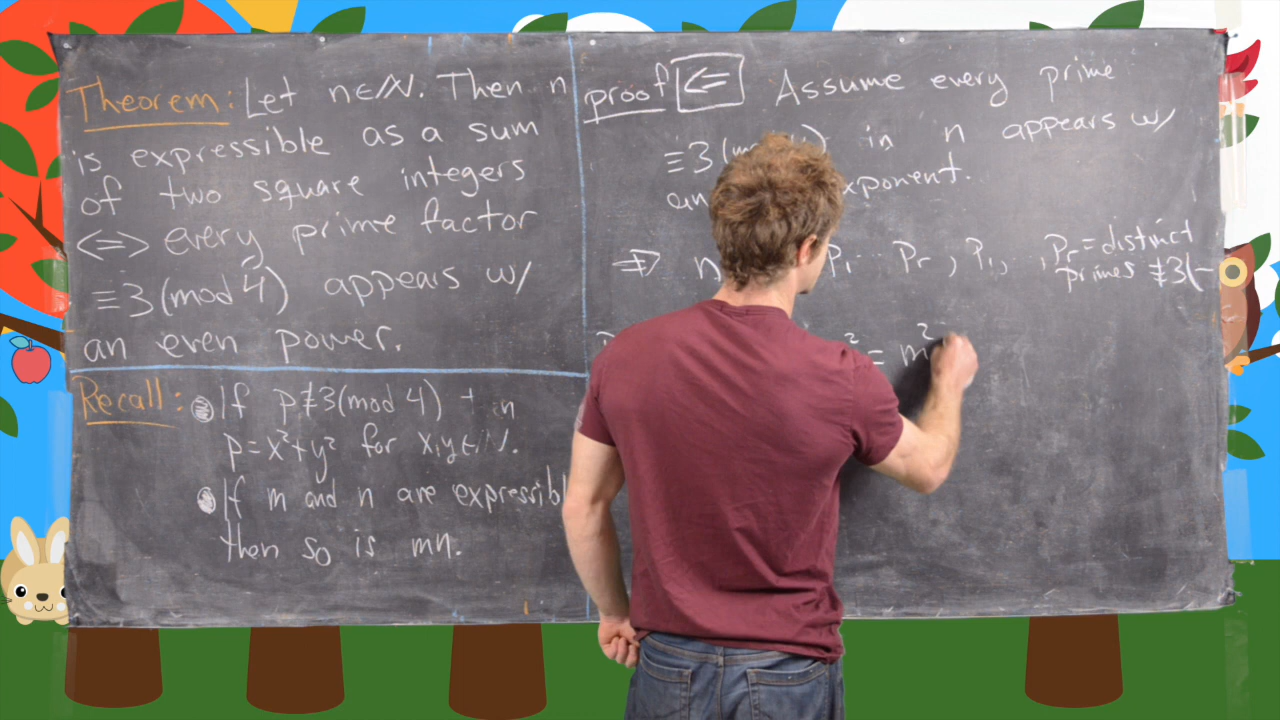 Theorem: Let n∈ℕ. Then n
is expressible as a sum
of two square integers
<=> every prime factor
≡3(mod 4) appears w/
an even power.
Recall: If p≢3(mod 4) then
p=x²+y² for x,y∈ℕ.
If m and n are expressibl
then so is mn.
proof <= Assume every prime
≡3 in n appears w/
an exponent.
=> n P₁⋯Pr, P₁,…,Pr=distinct
primes ≢3(
² = m²